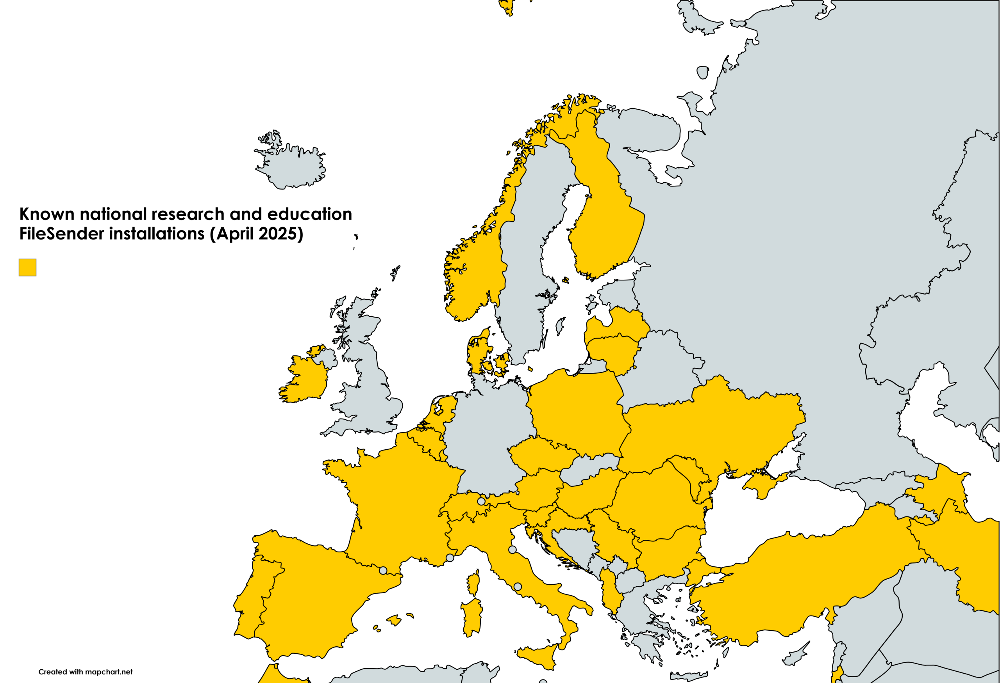 Known national research and education
FileSender installations (April 2025)
Created with mapchart.net